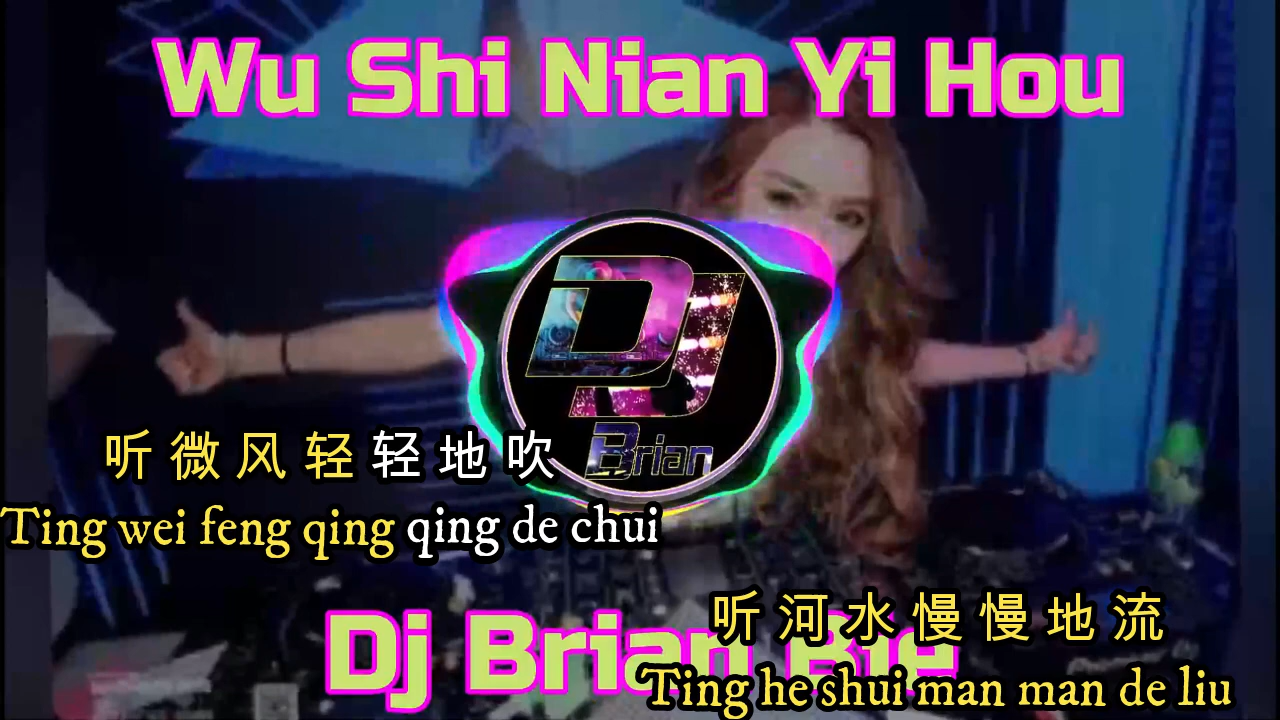 Wu Shi Nian Yi Hou
DJ
Brian
听微风轻轻地吹
Ting wei feng qing qing de chui
听河水慢慢地流
Dj Brian Bie
Ting he shui man man de liu